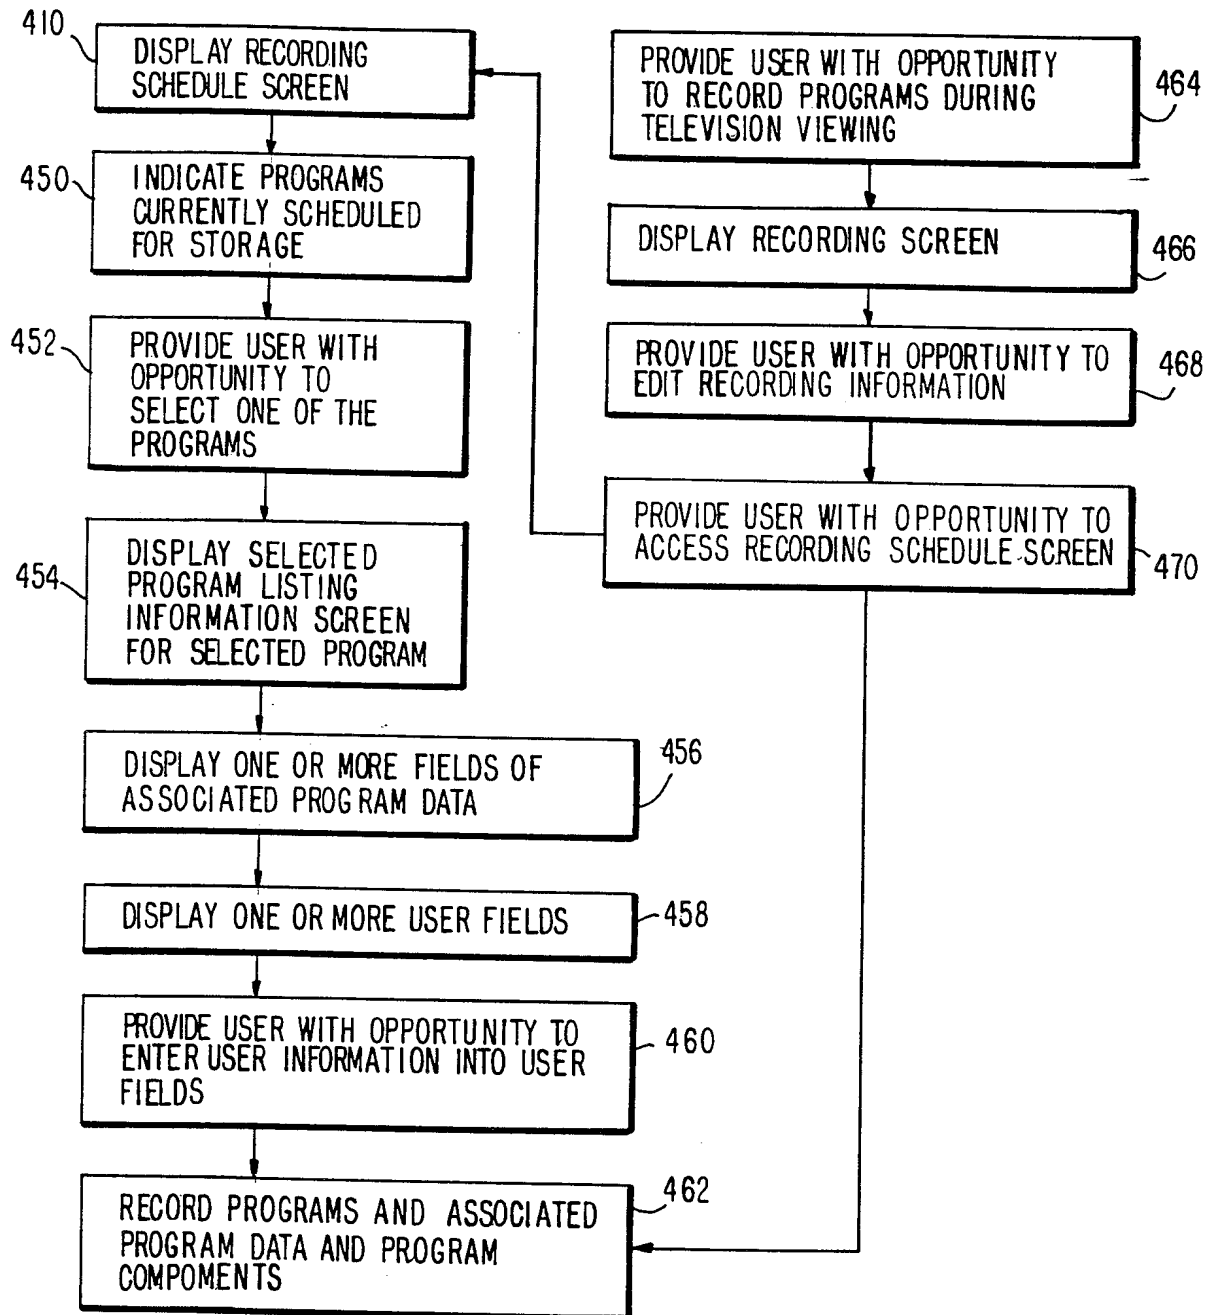 410
DISPLAY RECORDING
SCHEDULE SCREEN
450
INDICATE PROGRAMS
CURRENTLY SCHEDULED
FOR STORAGE
452
PROVIDE USER WITH
OPPORTUNITY TO
SELECT ONE OF THE
PROGRAMS
454
DISPLAY SELECTED
PROGRAM LISTING
INFORMATION SCREEN
FOR SELECTED PROGRAM
456
DISPLAY ONE OR MORE FIELDS OF
ASSOCIATED PROGRAM DATA
458
DISPLAY ONE OR MORE USER FIELDS
460
PROVIDE USER WITH OPPORTUNITY TO
ENTER USER INFORMATION INTO USER
FIELDS
462
RECORD PROGRAMS AND ASSOCIATED
PROGRAM DATA AND PROGRAM
COMPOMENTS
464
PROVIDE USER WITH OPPORTUNITY
TO RECORD PROGRAMS DURING
TELEVISION VIEWING
466
DISPLAY RECORDING SCREEN
468
PROVIDE USER WITH OPPORTUNITY TO
EDIT RECORDING INFORMATION
470
PROVIDE USER WITH OPPORTUNITY TO
ACCESS RECORDING SCHEDULE SCREEN